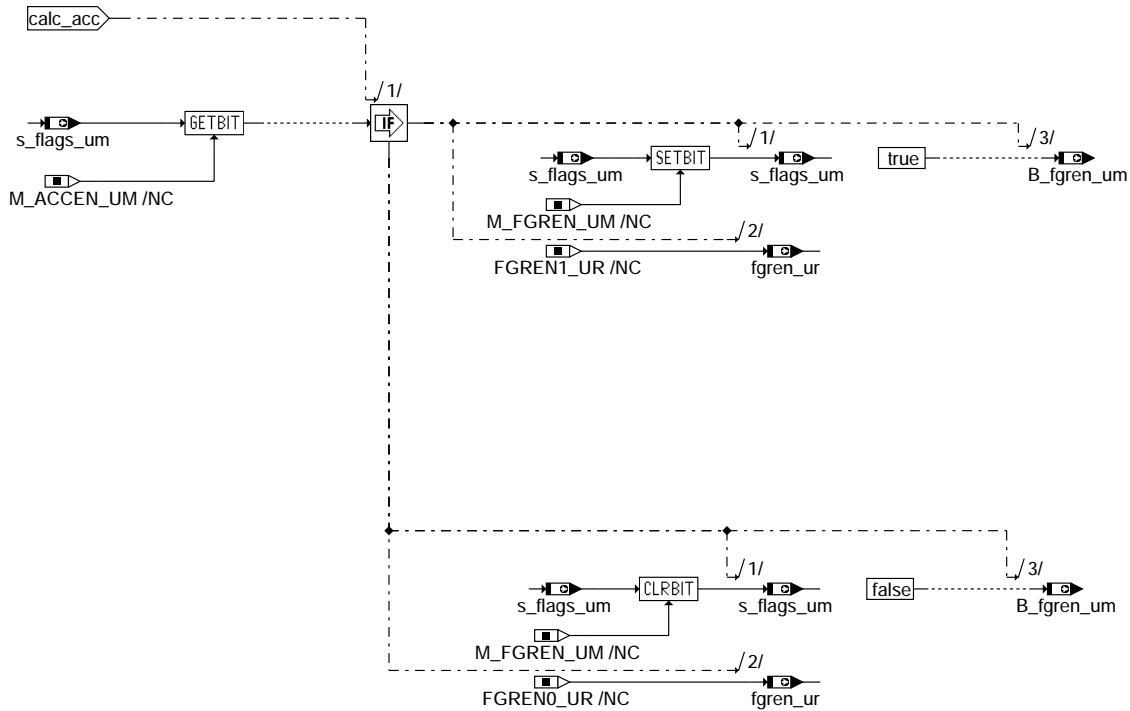 calc_acc
/1/
s_flags_um
GETBIT
IF
M_ACCEN_UM /NC
/1/
/3/
s_flags_um
SETBIT
s_flags_um
true
B_fgren_um
M_FGREN_UM /NC
/2/
FGREN1_UR /NC
fgren_ur
/1/
/3/
s_flags_um
CLRBIT
s_flags_um
false
B_fgren_um
M_FGREN_UM /NC
/2/
FGREN0_UR /NC
fgren_ur